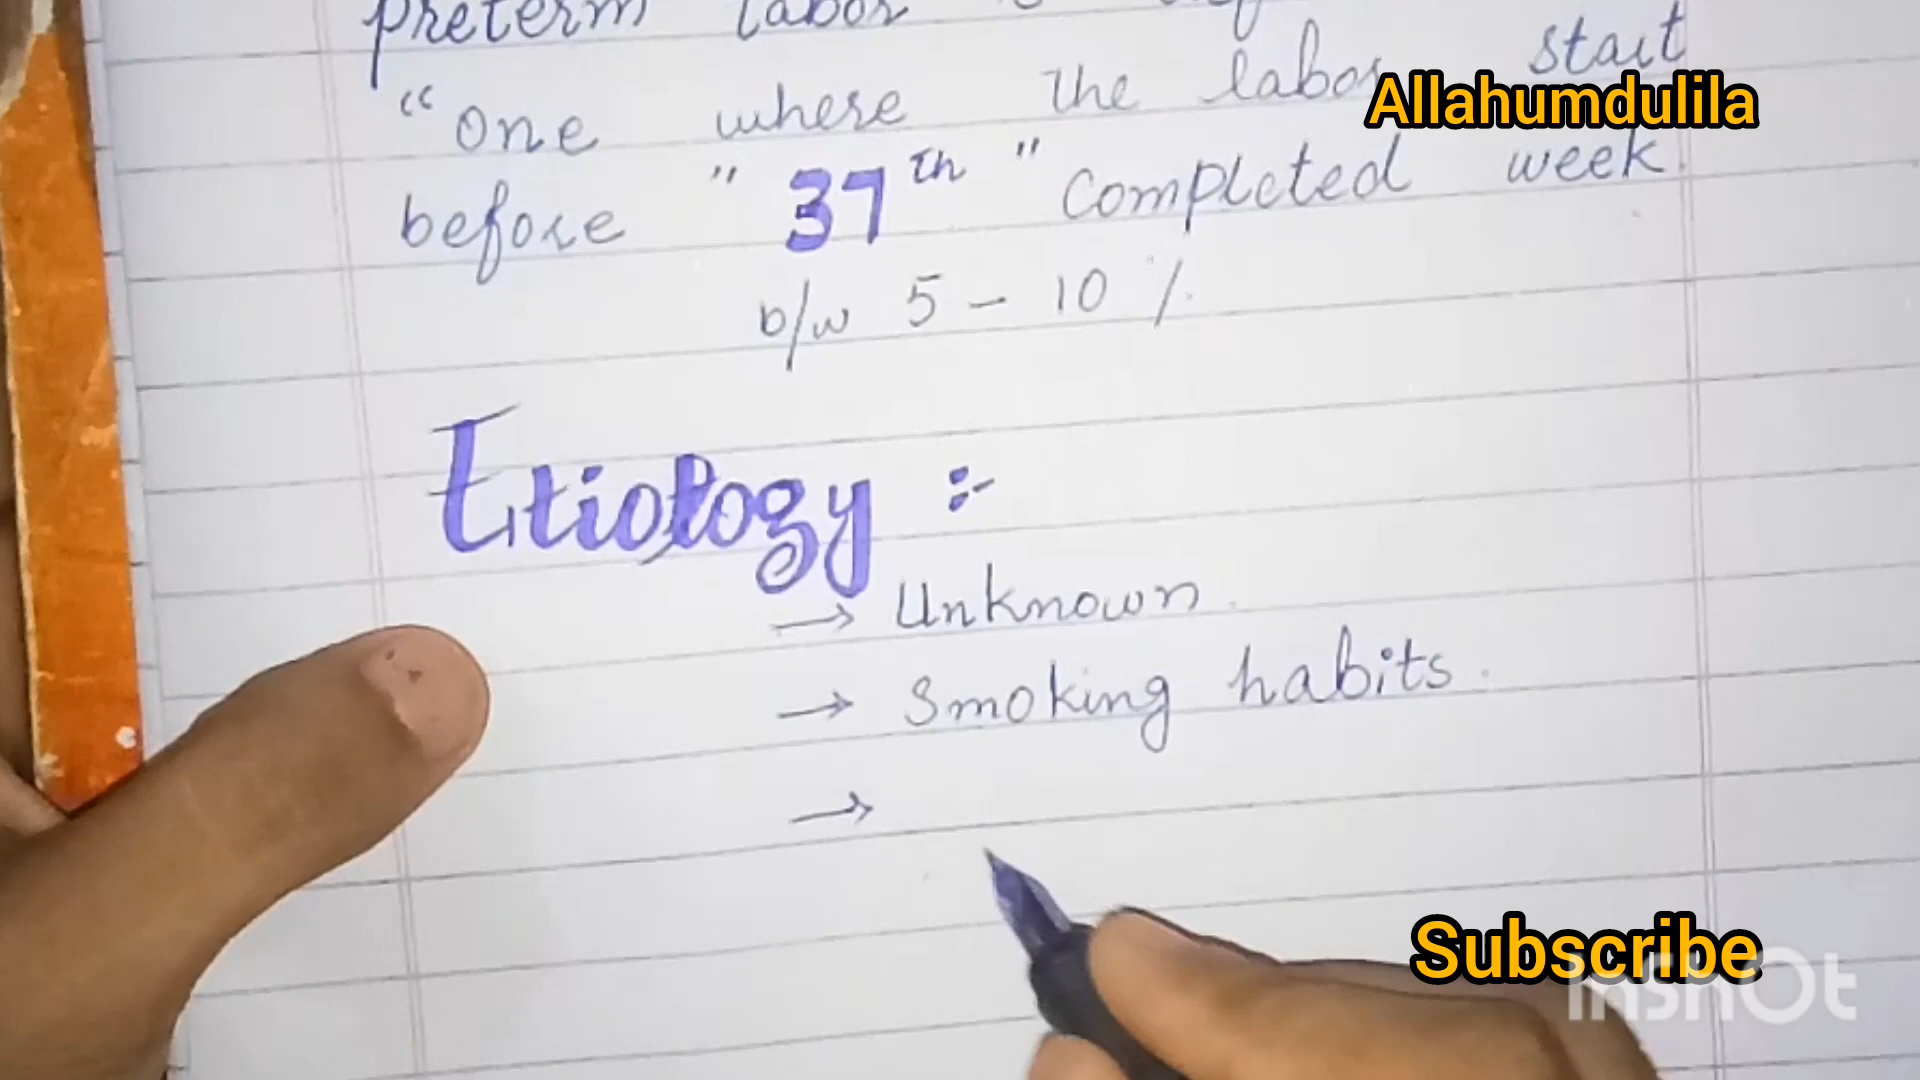 preterm labor
"one where the labor start
Allahumdulila
before "37th" completed week.
b/w 5 - 10 %
Etiology :-
→ Unknown.
→ Smoking habits.
→
Subscribe
InShOt